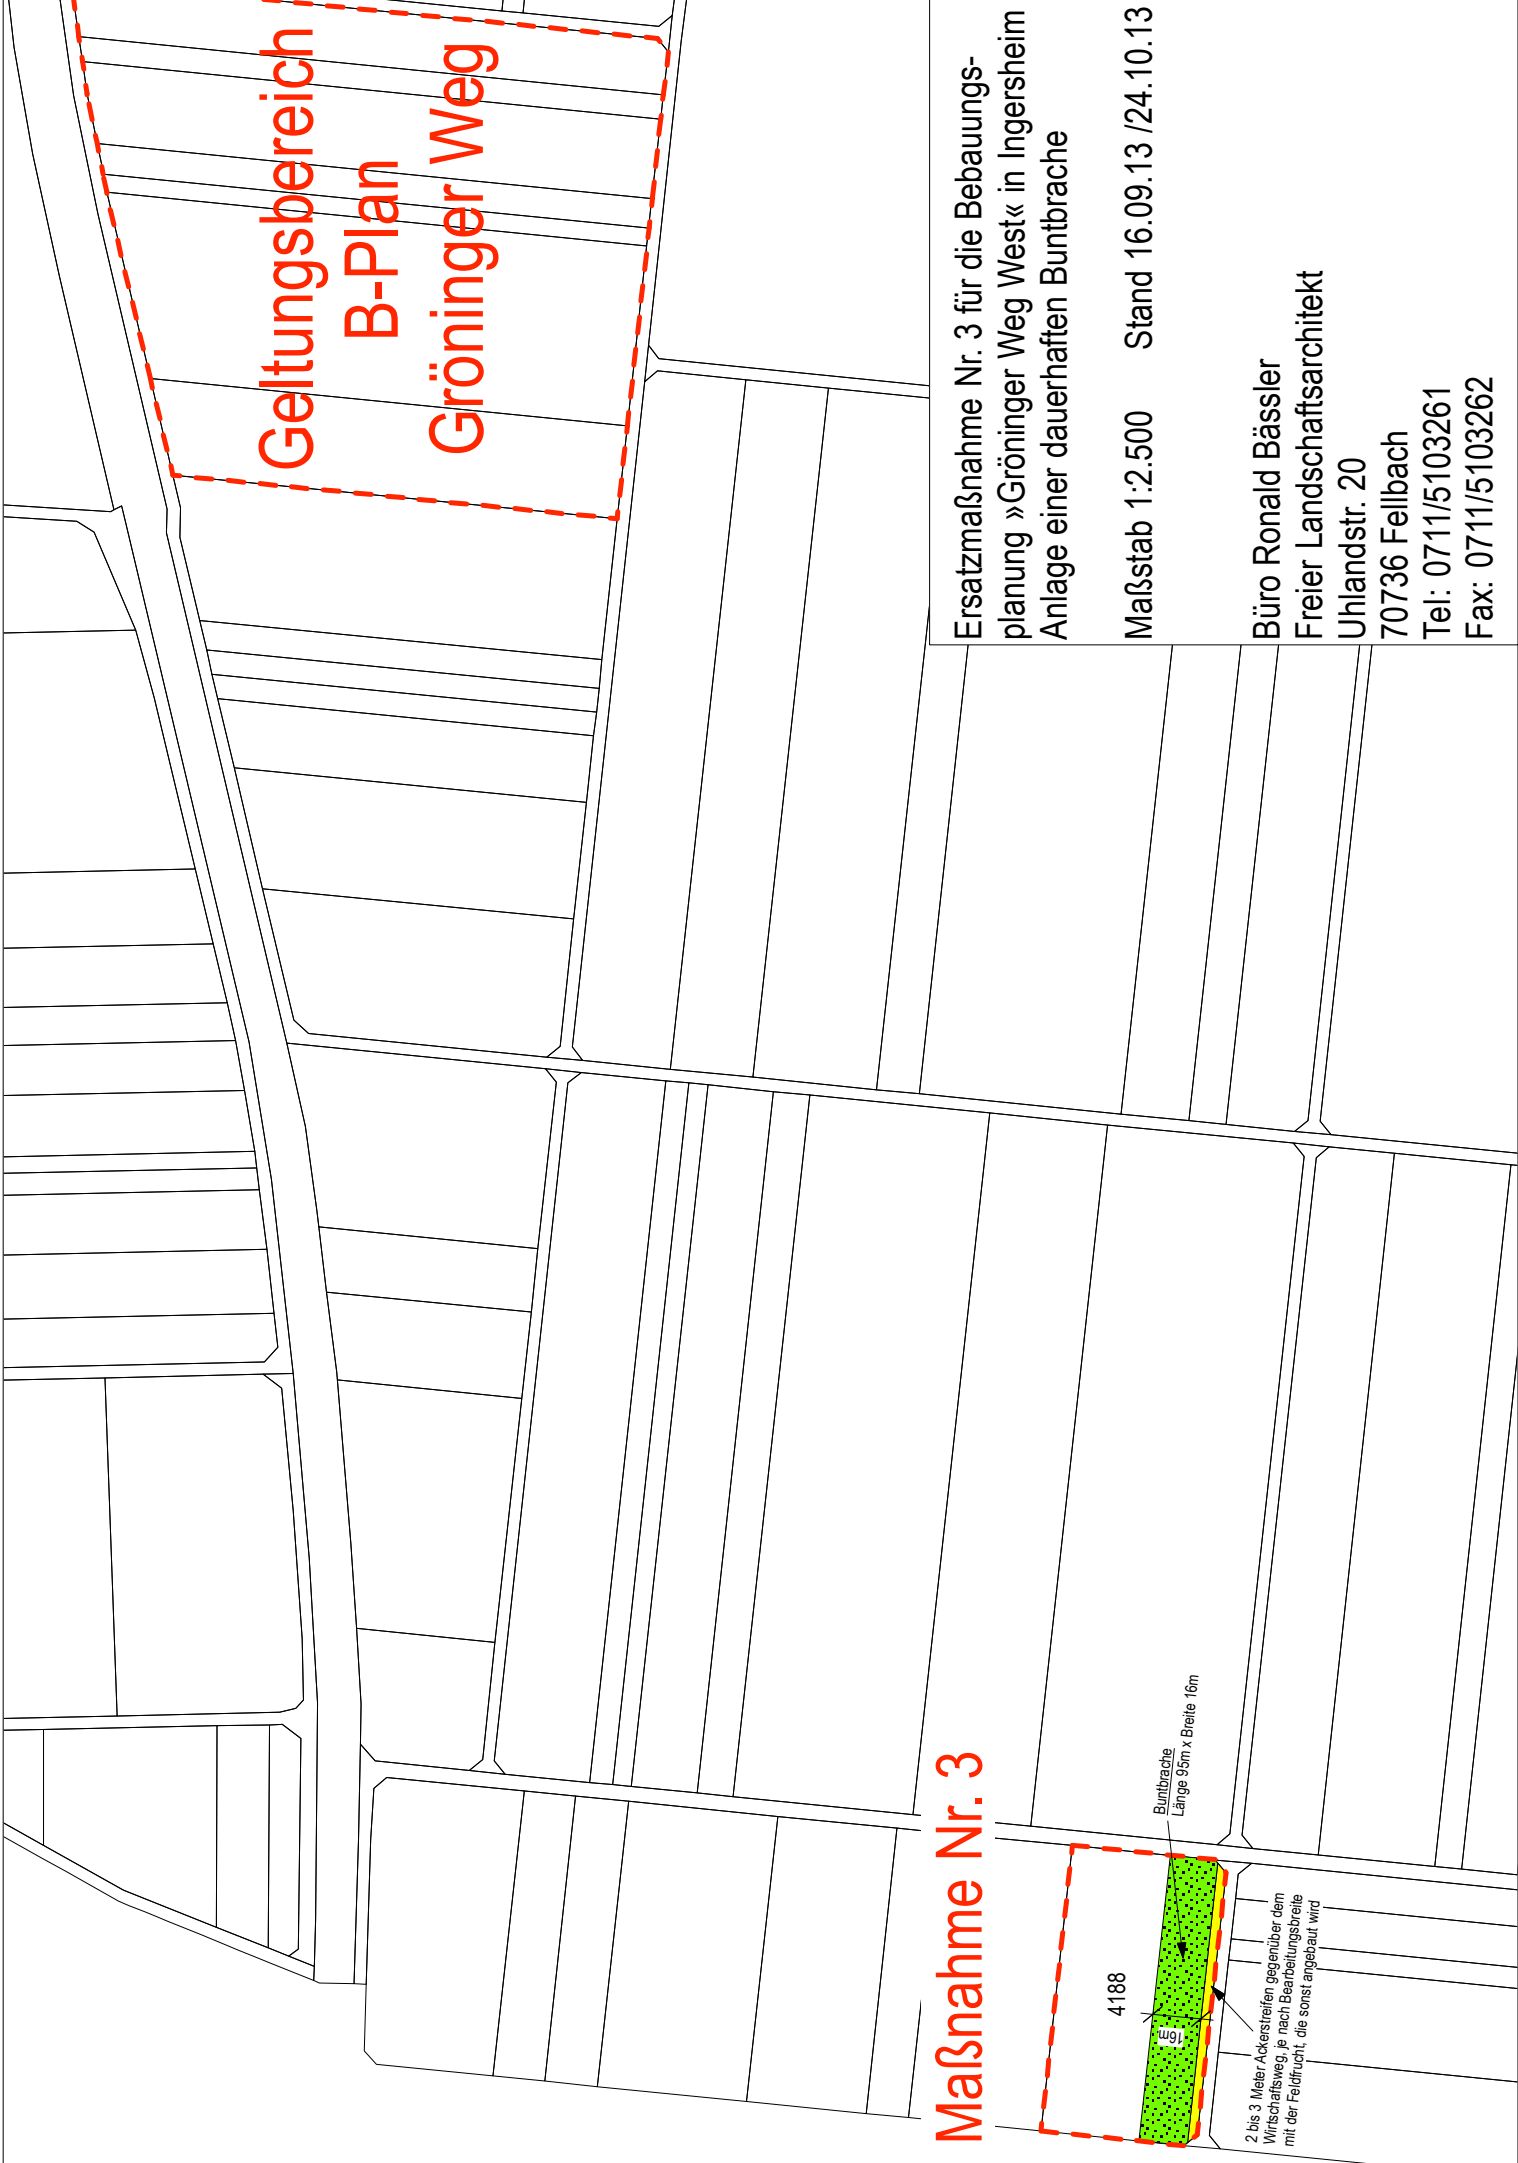 Geltungsbereich
B-Plan
Gröninger Weg
Ersatzmaßnahme Nr. 3 für die Bebauungs-
planung »Gröninger Weg West« in Ingersheim
Anlage einer dauerhaften Buntbrache
Maßstab 1:2.500 Stand 16.09.13 /24.10.13
Büro Ronald Bässler
Freier Landschaftsarchitekt
Uhlandstr. 20
70736 Fellbach
Tel: 0711/5103261
Fax: 0711/5103262
Maßnahme Nr. 3
4188
Buntbrache
Länge 95m x Breite 16m
16m
2 bis 3 Meter Ackerstreifen gegenüber dem
Wirtschaftsweg, je nach Bearbeitungsbreite
mit der Feldfrucht, die sonst angebaut wird